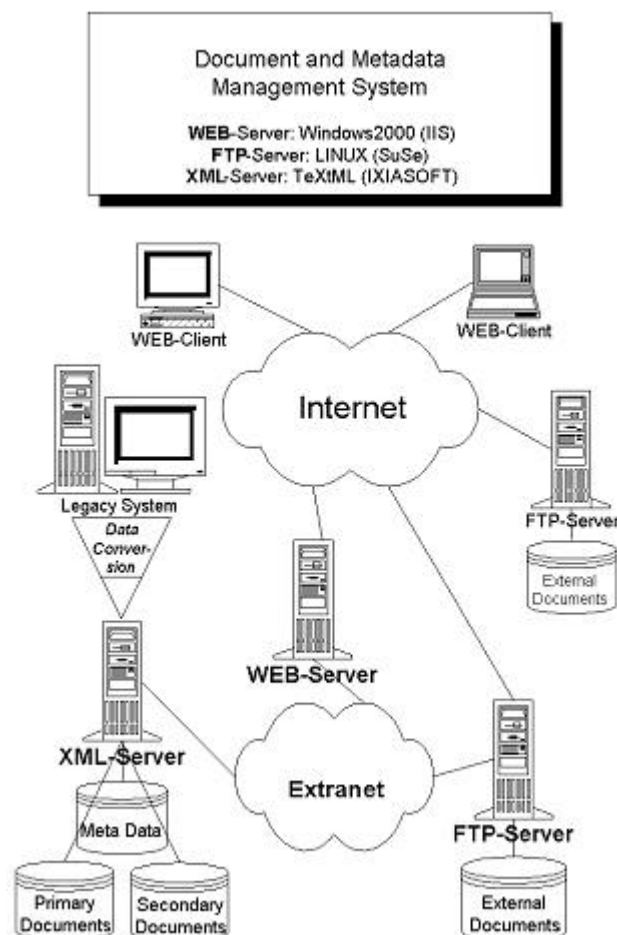 Document and Metadata
Management System
WEB-Server: Windows2000 (IIS)
FTP-Server: LINUX (SuSe)
XML-Server: TeXtML (IXIASOFT)
WEB-Client
WEB-Client
Internet
Legacy System
Data
Conver-
sion
FTP-Server
External
Documents
WEB-Server
XML-Server
Extranet
Meta Data
FTP-Server
Primary
Documents
Secondary
Documents
External
Documents